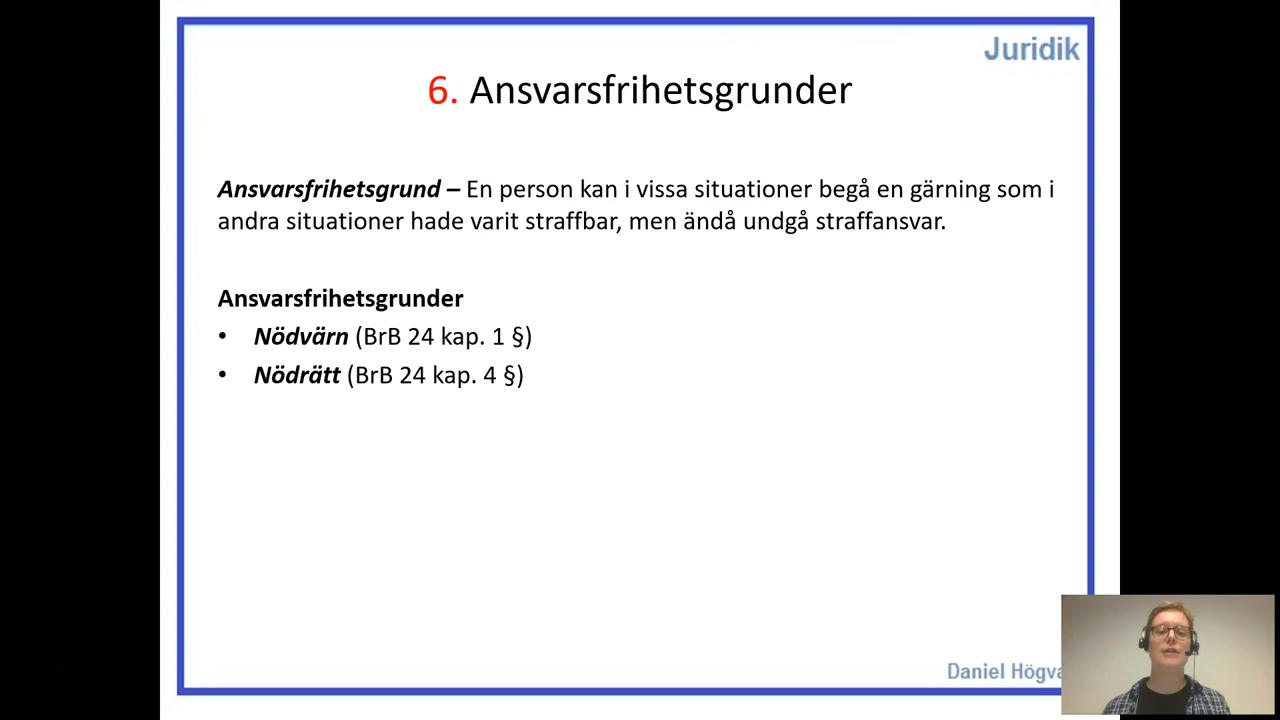 Juridik
6. Ansvarsfrihetsgrunder
Ansvarsfrihetsgrund – En person kan i vissa situationer begå en gärning som i
andra situationer hade varit straffbar, men ändå undgå straffansvar.
Ansvarsfrihetsgrunder
• Nödvärn (BrB 24 kap. 1 §)
• Nödrätt (BrB 24 kap. 4 §)
Daniel